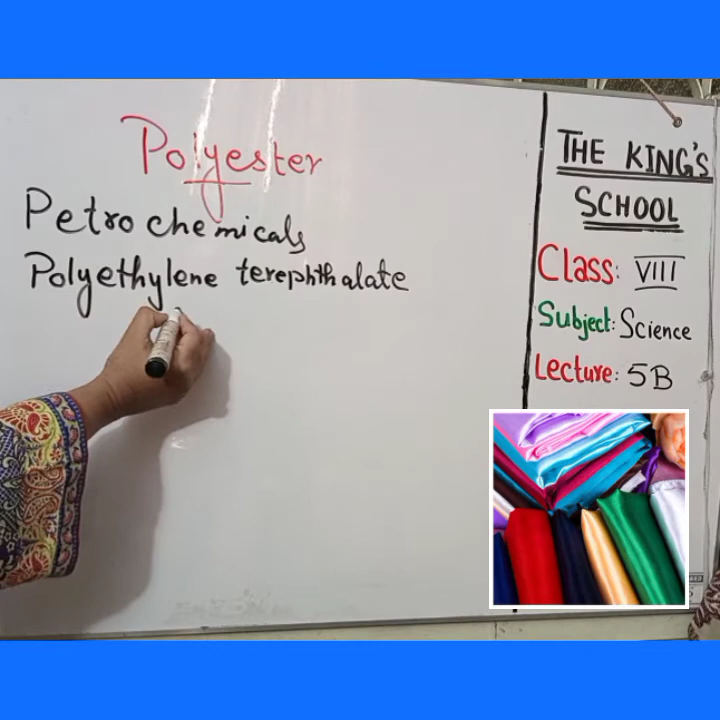 Polyester
Petrochemicals
Polyethylene terephthalate
THE KING'S
SCHOOL
Class: VIII
Subject: Science
Lecture: 5B